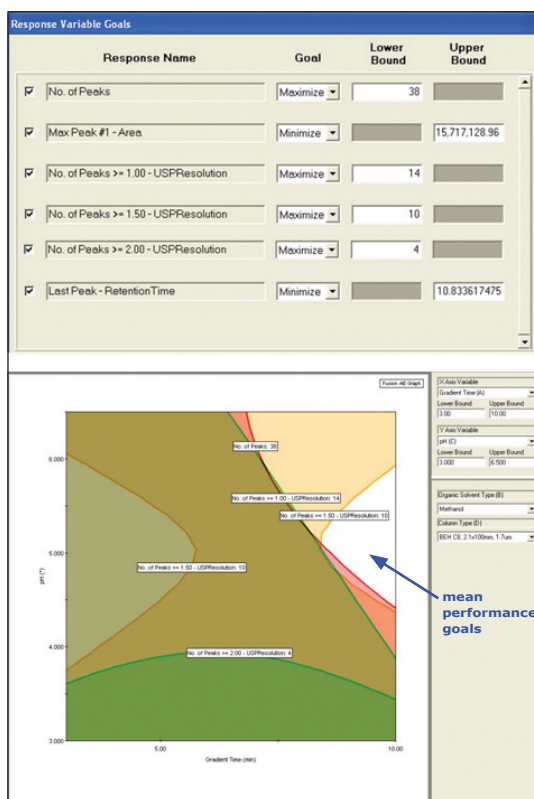 Response Variable Goals
Response Name Goal Lower Bound Upper Bound
No. of Peaks Maximize 38
Max Peak #1 - Area Minimize 15,717,128.96
No. of Peaks >= 1.00 - USPResolution Maximize 14
No. of Peaks >= 1.50 - USPResolution Maximize 10
No. of Peaks >= 2.00 - USPResolution Maximize 4
Last Peak - RetentionTime Minimize 10.833617475
Fusion AE Graph
No. of Peaks: 38
No. of Peaks >= 1.00 - USPResolution: 14
No. of Peaks >= 1.50 - USPResolution: 10
No. of Peaks >= 1.50 - USPResolution: 10
No. of Peaks >= 2.00 - USPResolution: 4
6.000
5.000
4.000
3.000
pH (*)
5.00
10.00
Gradient Time (min)
X Axis Variable
Gradient Time (A)
Lower Bound Upper Bound
3.00 10.00
Y Axis Variable
pH (C)
Lower Bound Upper Bound
3.000 6.500
Organic Solvent Type (B)
Methanol
Column Type (D)
BEH C8, 2.1x100mm, 1.7um
mean
performance
goals